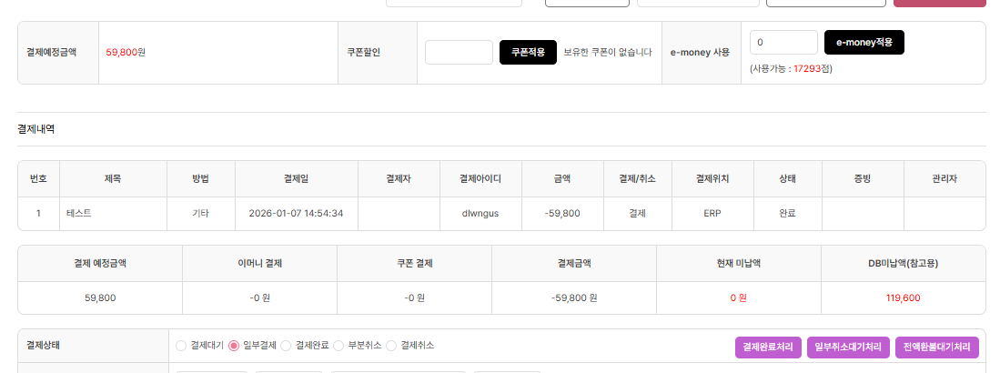 결제예정금액 59,800원 쿠폰할인 쿠폰적용 보유한 쿠폰이 없습니다 e-money 사용 0 e-money적용
(사용가능 : 17293점)
결제내역
번호 제목 방법 결제일 결제자 결제아이디 금액 결제/취소 결제위치 상태 증빙 관리자
1 테스트 기타 2026-01-07 14:54:34 dlwngus -59,800 결제 ERP 완료
결제 예정금액 이머니 결제 쿠폰 결제 결제금액 현재 미납액 DB미납액(참고용)
59,800 -0 원 -0 원 -59,800 원 0 원 119,600
결제상태 결제대기 일부결제 결제완료 부분취소 결제취소 결제완료처리 일부취소대기처리 전액환불대기처리